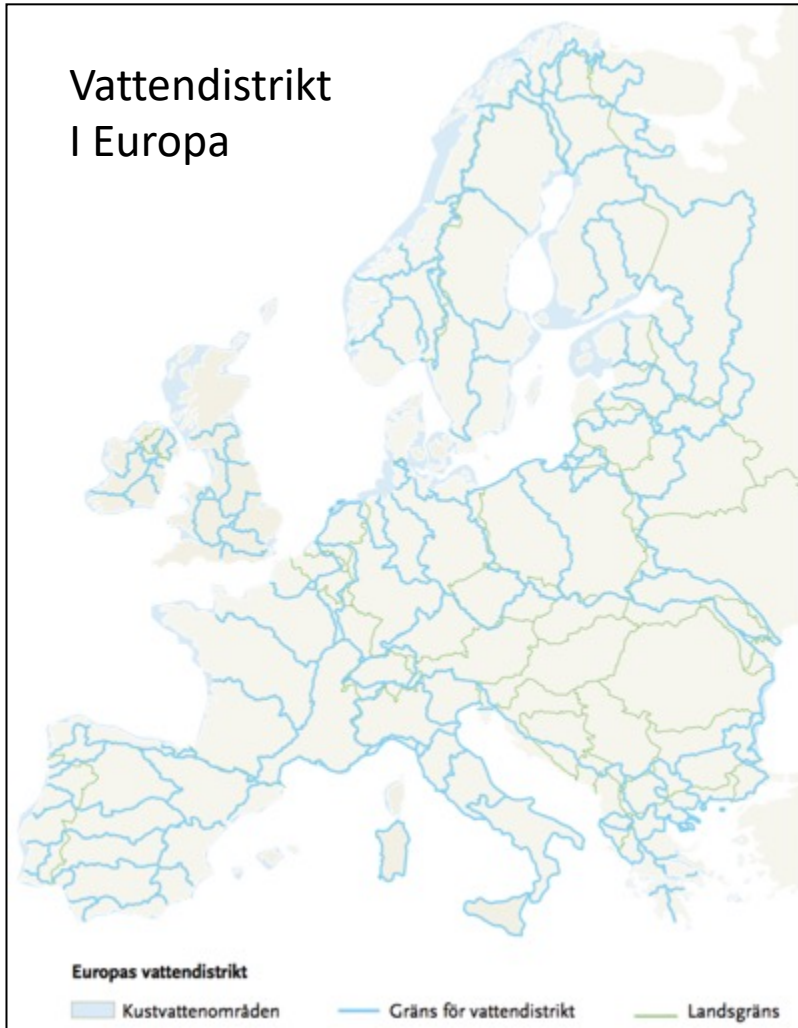 Vattendistrikt
I Europa
Europas vattendistrikt
Kustvattenområden
Gräns för vattendistrikt
Landsgräns